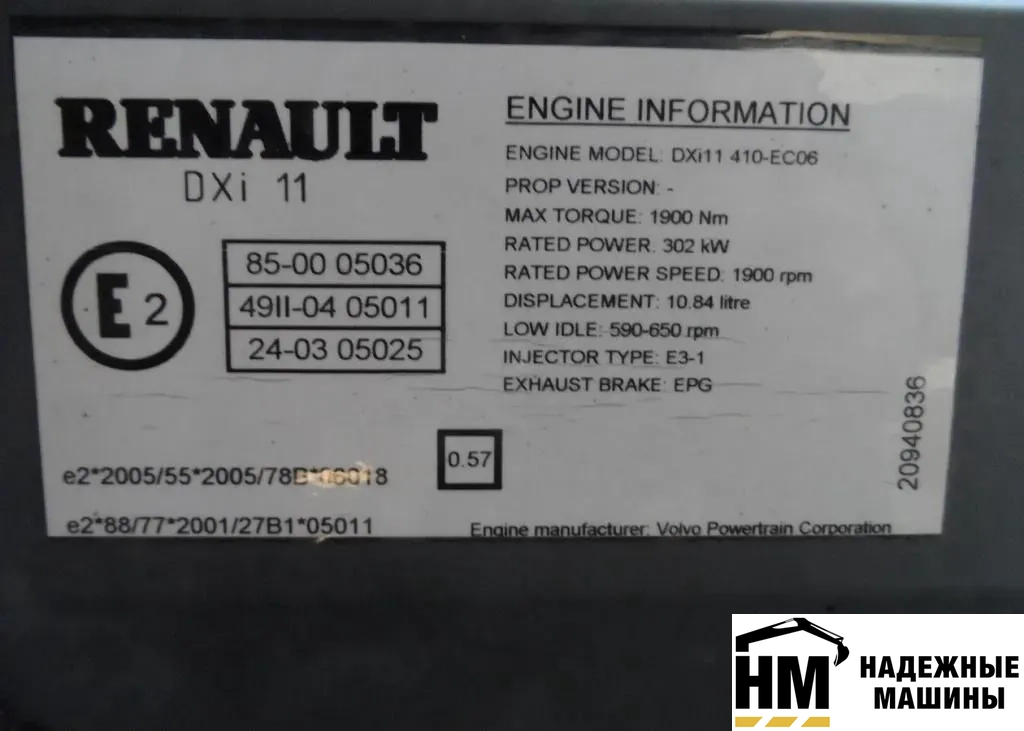 RENAULT
DXi 11
E 2
85-00 05036
49II-04 05011
24-03 05025
e2*2005/55*2005/78B*06018
e2*88/77*2001/27B1*05011
0.57
ENGINE INFORMATION
ENGINE MODEL: DXi11 410-EC06
PROP VERSION: -
MAX TORQUE: 1900 Nm
RATED POWER: 302 kW
RATED POWER SPEED: 1900 rpm
DISPLACEMENT: 10.84 litre
LOW IDLE: 590-650 rpm
INJECTOR TYPE: E3-1
EXHAUST BRAKE: EPG
20940836
Engine manufacturer: Volvo Powertrain Corporation
НМ
НАДЕЖНЫЕ
МАШИНЫ